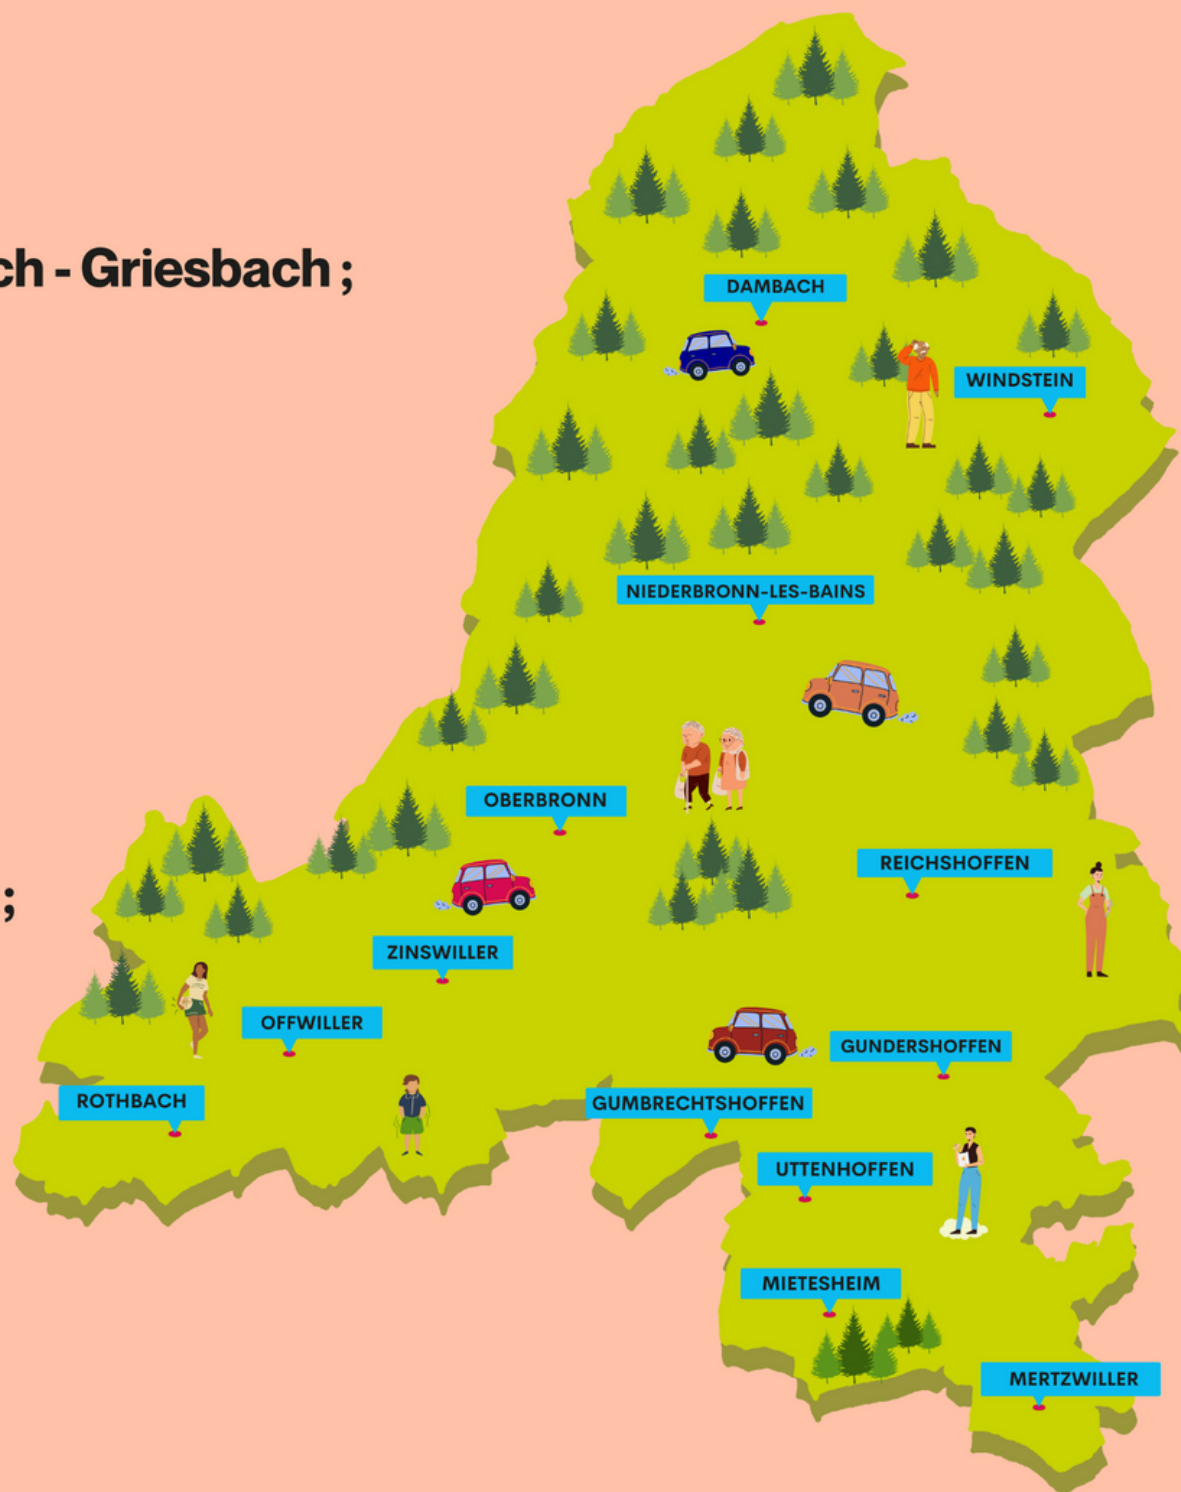 ch - Griesbach ;
DAMBACH
WINDSTEIN
NIEDERBRONN-LES-BAINS
OBERBRONN
REICHSHOFFEN
;
ZINSWILLER
OFFWILLER
GUNDERSHOFFEN
ROTHBACH
GUMBRECHTSHOFFEN
UTTENHOFFEN
MIETESHEIM
MERTZWILLER